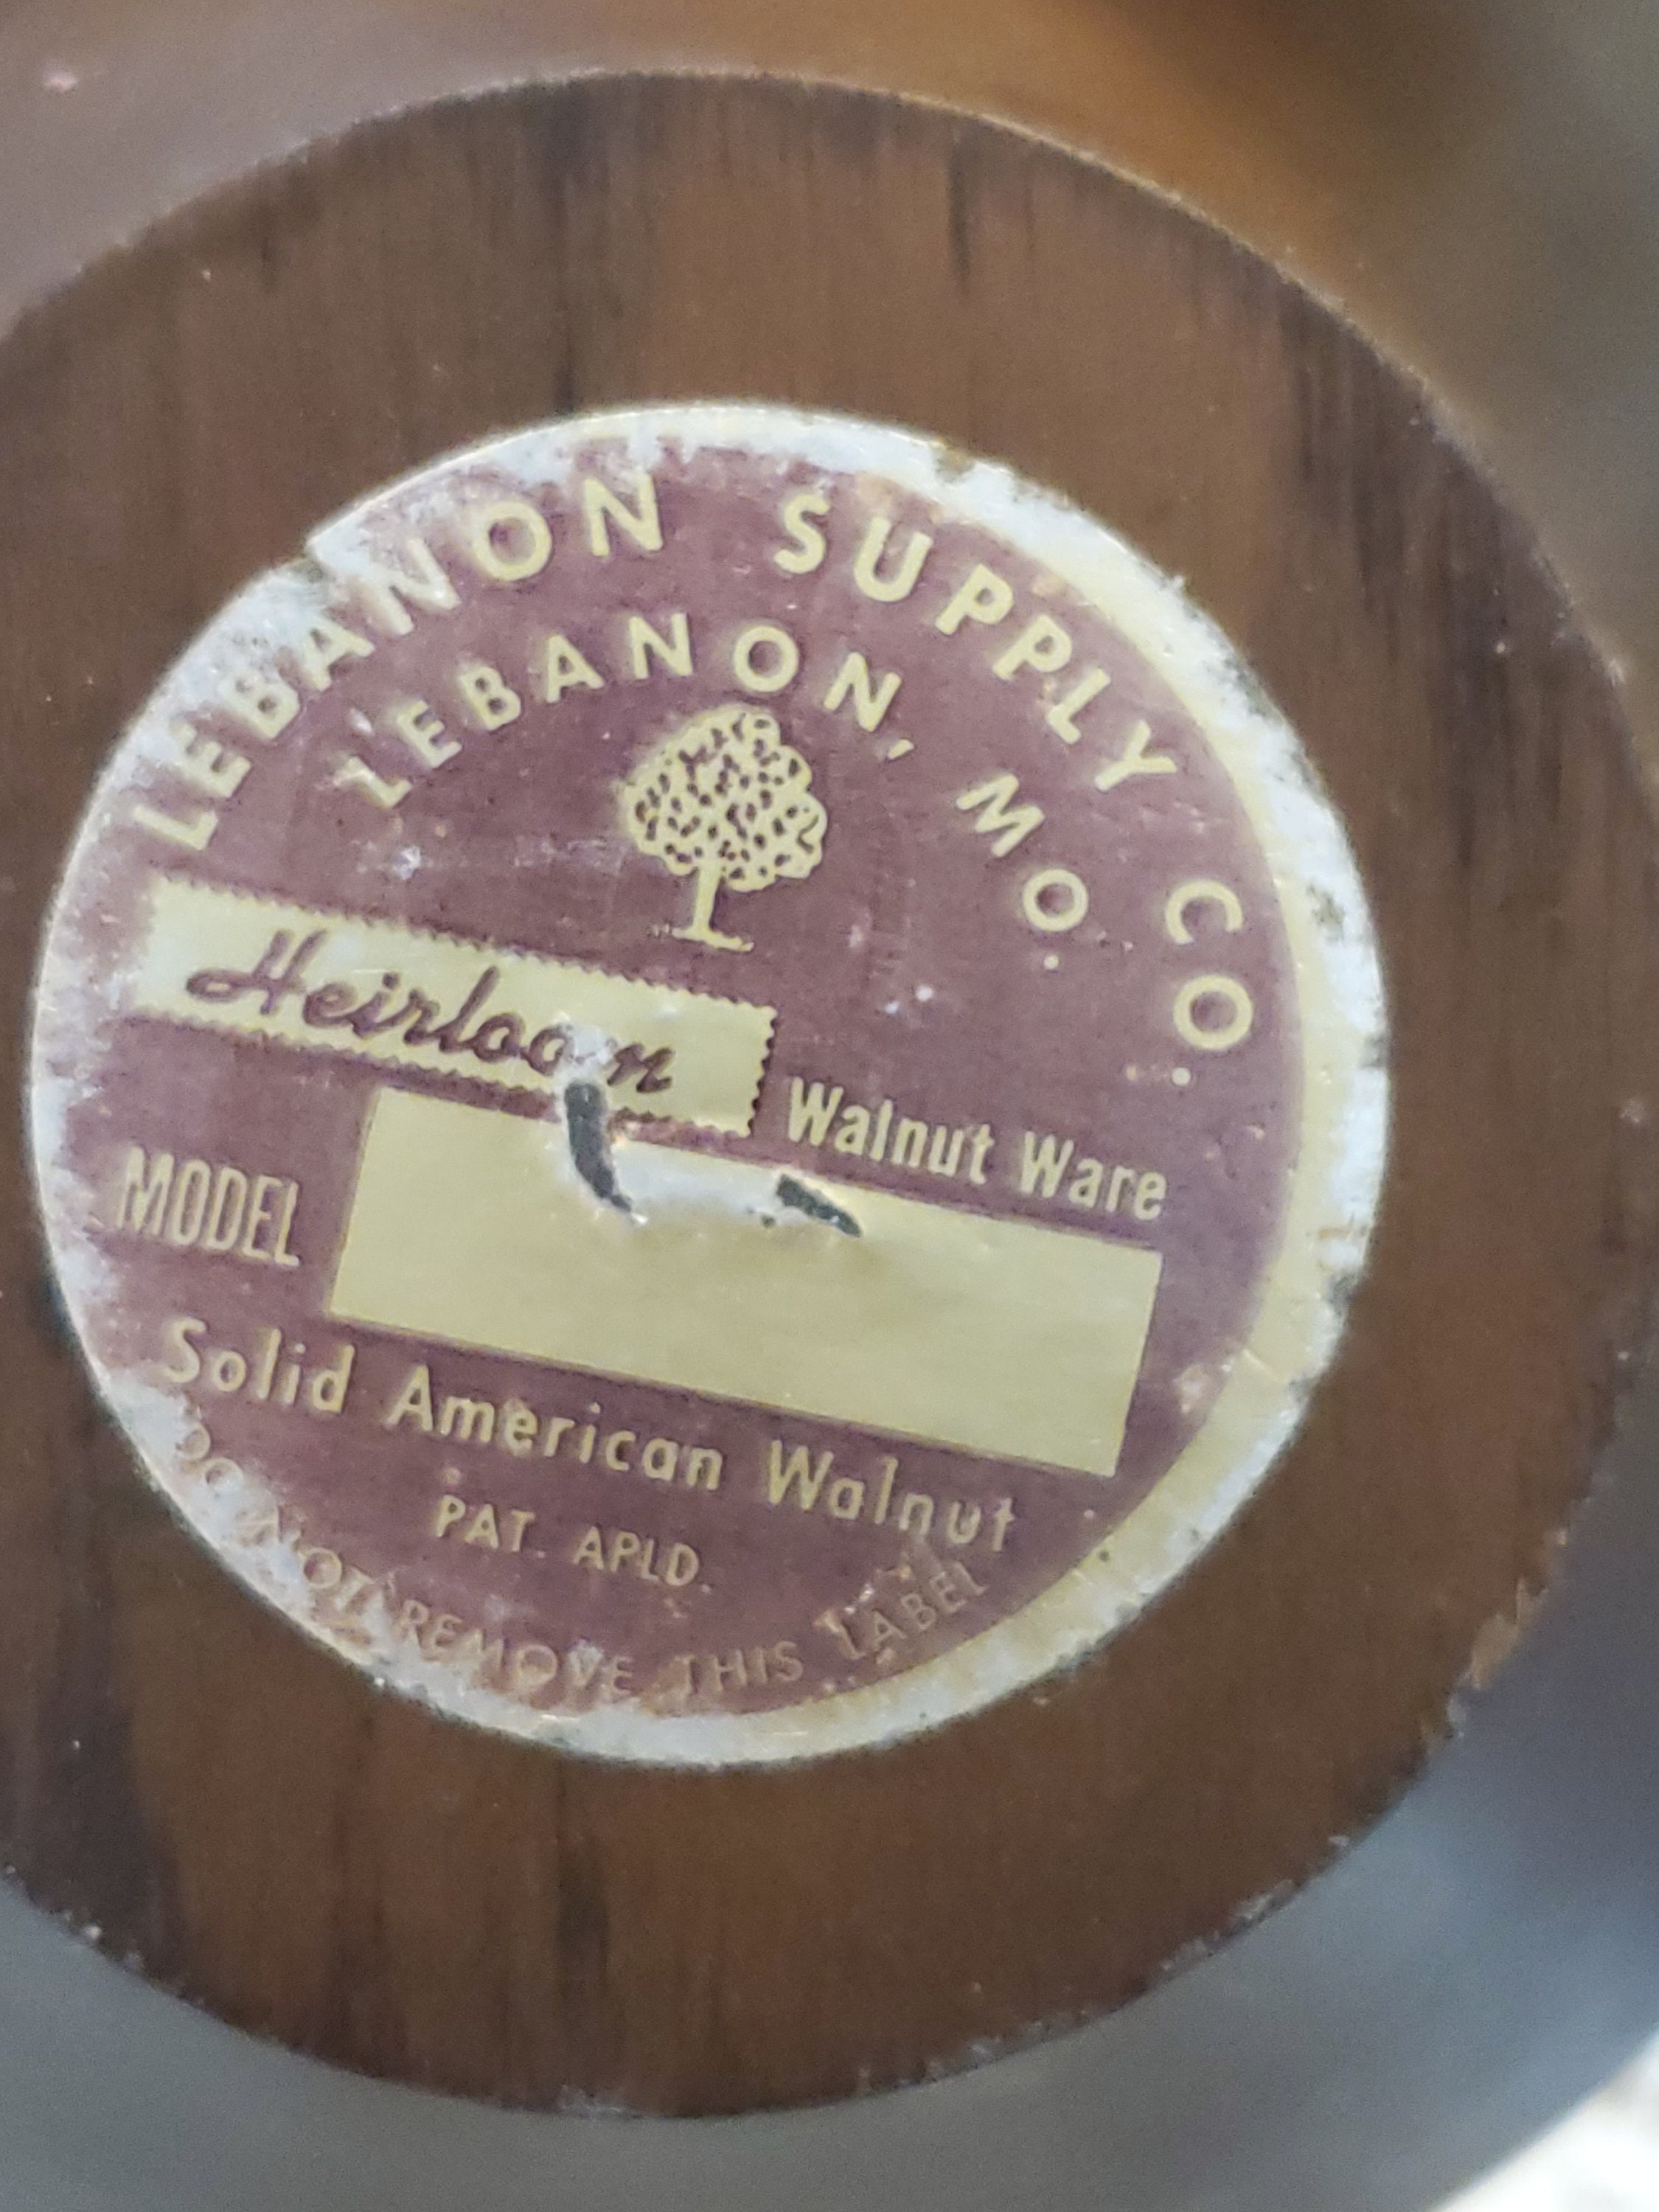 LEBANON SUPPLY CO.
LEBANON, MO.
Heirloom
Walnut Ware
MODEL
Solid American Walnut
PAT. APLD.
DO NOT REMOVE THIS LABEL